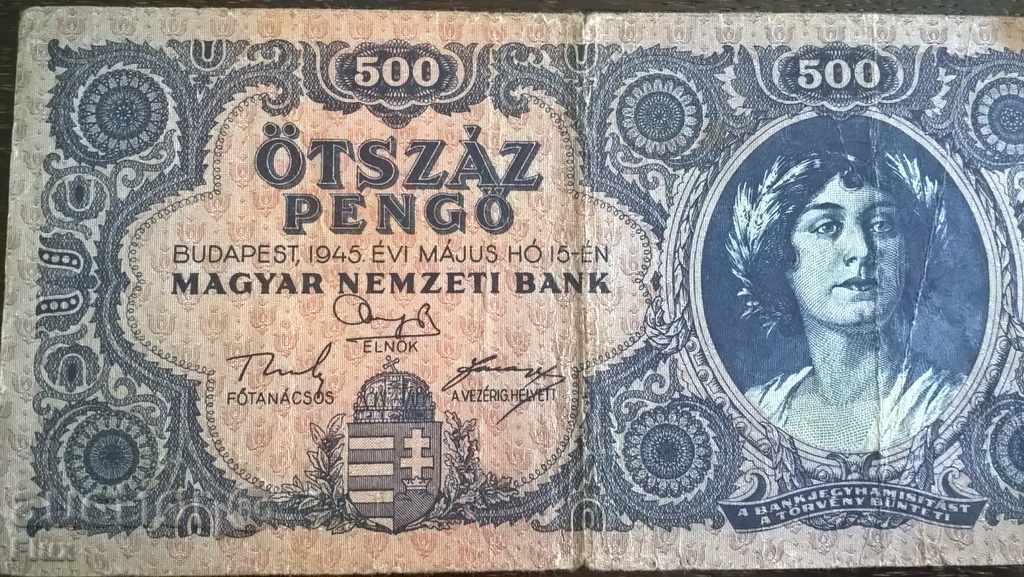 500
500
ÖTSZÁZ
PENGŐ
BUDAPEST, 1945. ÉVI MÁJUS HÓ 15-ÉN
MAGYAR NEMZETI BANK
ELNÖK
FŐTANÁCSOS
A VEZÉRIG. HELYETT
A BANKJEGYHAMISÍTÁST
A TÖRVÉNY BÜNTETI
Flux